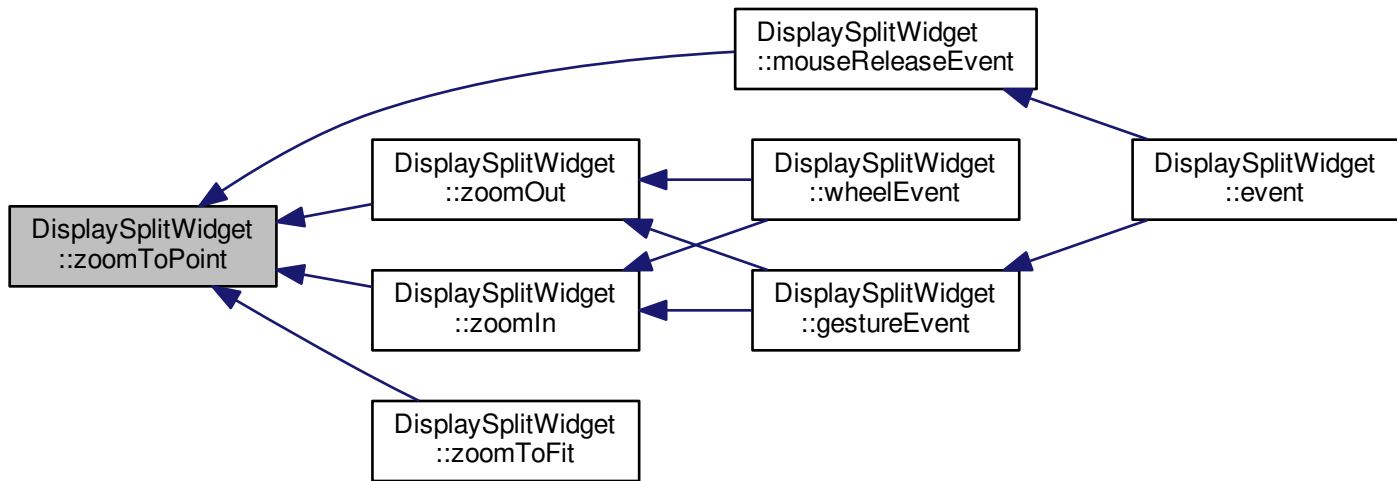 DisplaySplitWidget
::mouseReleaseEvent
DisplaySplitWidget
::zoomOut
DisplaySplitWidget
::wheelEvent
DisplaySplitWidget
::event
DisplaySplitWidget
::zoomToPoint
DisplaySplitWidget
::zoomIn
DisplaySplitWidget
::gestureEvent
DisplaySplitWidget
::zoomToFit